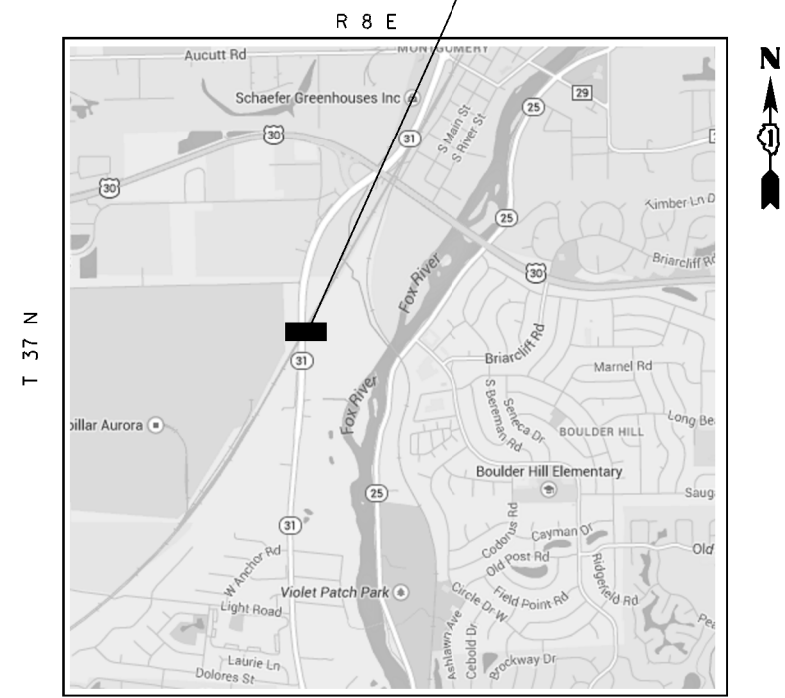 R 8 E
N
Aucutt Rd
MONTGOMERY
Schaefer Greenhouses Inc
29
25
31
S Main St
S River St
30
1
30
Timber Ln D
25
Briarcliff Rd
30
Fox River
T 37 N
31
Briarcliff Rd
Marnel Rd
Fox River
S Bereman Rd
Seneca Dr
Long Be
pillar Aurora
BOULDER HILL
Boulder Hill Elementary
25
Saug
31
Codorus Rd
Cayman Dr
Old
Old Post Rd
W Anchor Rd
Ridgefield Rd
Violet Patch Park
Circle Dr W
Field Point Rd
Light Road
Ashlawn Ave
Cebold Dr
Pea
Laurie Ln
Brockway Dr
Dolores St